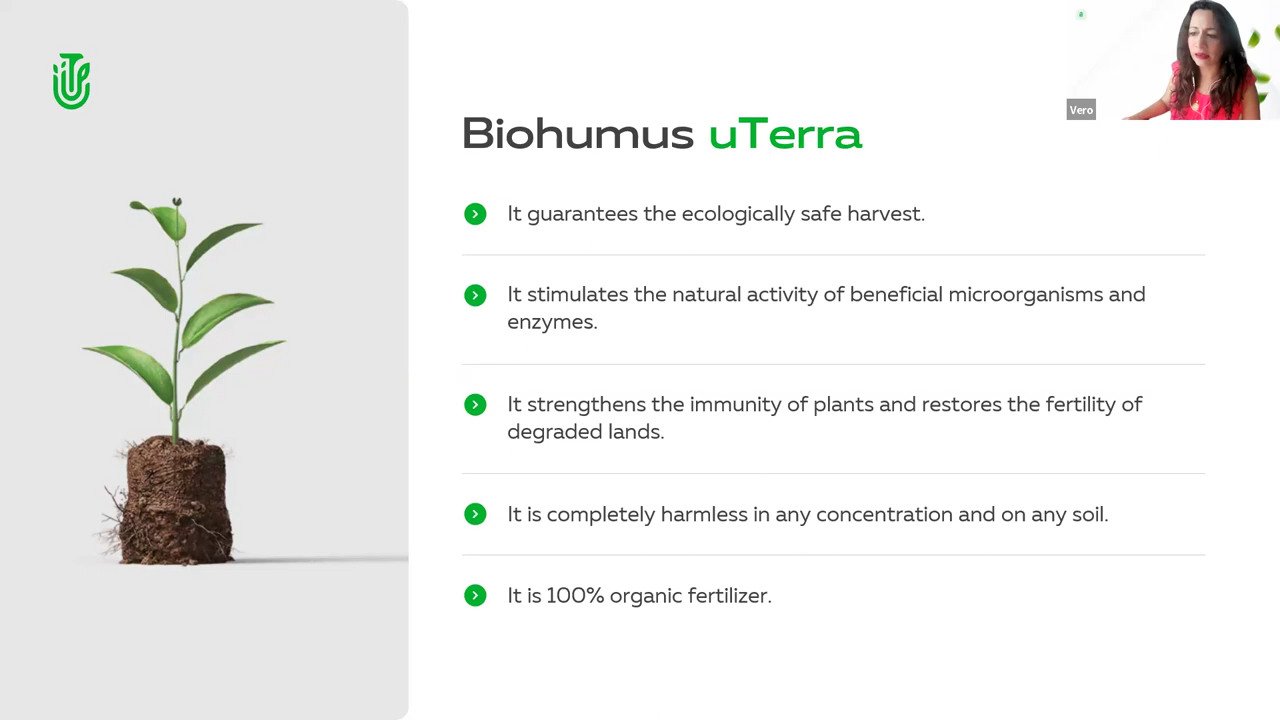 Vero
Biohumus uTerra
It guarantees the ecologically safe harvest.
It stimulates the natural activity of beneficial microorganisms and
enzymes.
It strengthens the immunity of plants and restores the fertility of
degraded lands.
It is completely harmless in any concentration and on any soil.
It is 100% organic fertilizer.